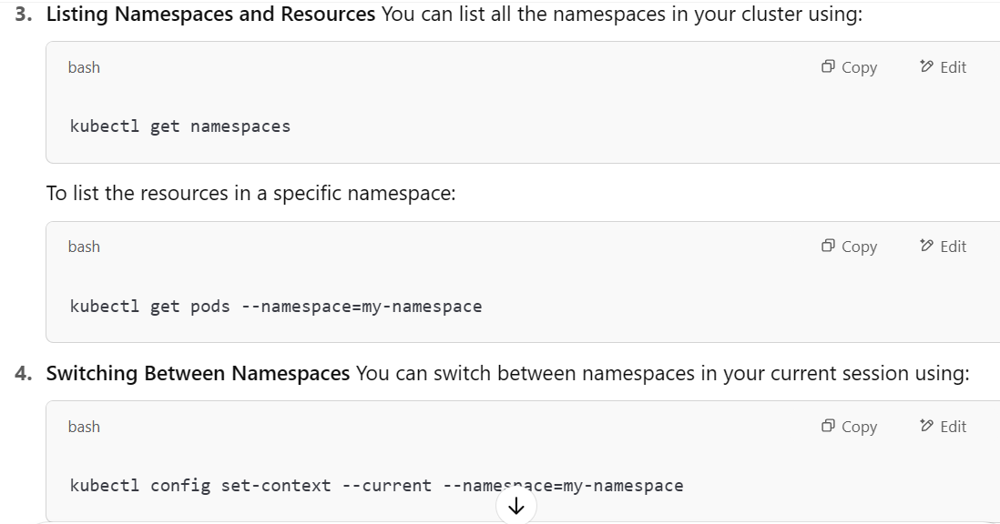 3. Listing Namespaces and Resources You can list all the namespaces in your cluster using:
bash Copy Edit
kubectl get namespaces
To list the resources in a specific namespace:
bash Copy Edit
kubectl get pods --namespace=my-namespace
4. Switching Between Namespaces You can switch between namespaces in your current session using:
bash Copy Edit
kubectl config set-context --current --namespace=my-namespace